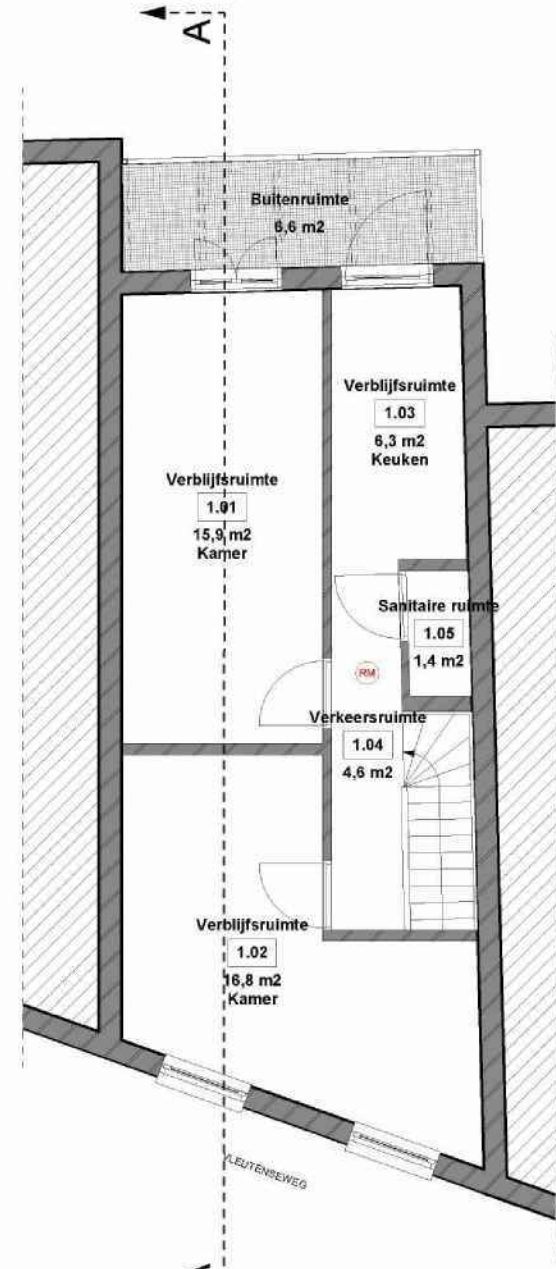 A
Buitenruimte
6,6 m2
Verblijfsruimte
1.03
6,3 m2
Keuken
Verblijfsruimte
1.01
15,9 m2
Kamer
Sanitaire ruimte
1.05
1,4 m2
RM
Verkeersruimte
1.04
4,6 m2
Verblijfsruimte
1.02
16,8 m2
Kamer
VLEUTENSEWEG